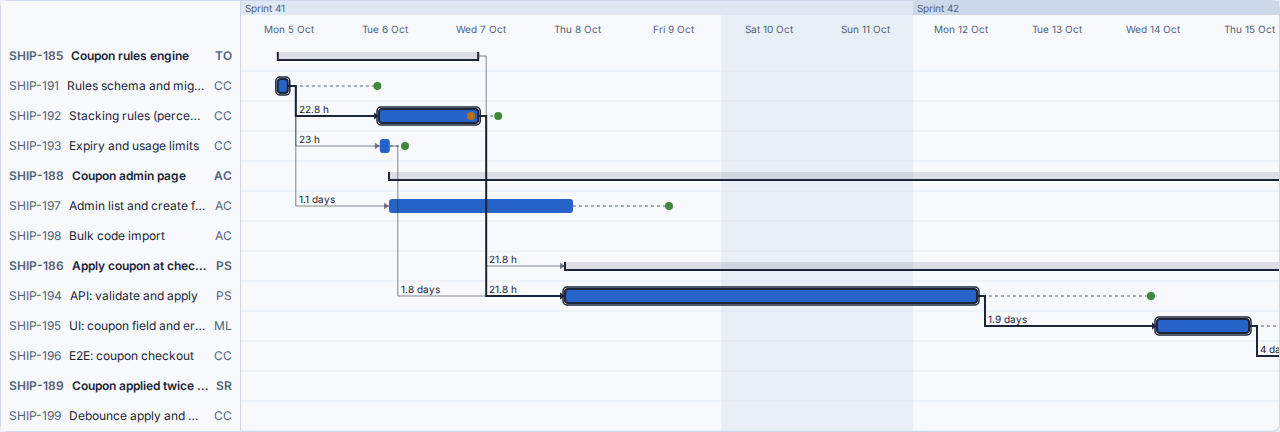 Sprint 41 Sprint 42
Mon 5 Oct Tue 6 Oct Wed 7 Oct Thu 8 Oct Fri 9 Oct Sat 10 Oct Sun 11 Oct Mon 12 Oct Tue 13 Oct Wed 14 Oct Thu 15 Oct
SHIP-185 Coupon rules engine TO
SHIP-191 Rules schema and mig... CC
SHIP-192 Stacking rules (perce... CC 22.8 h
SHIP-193 Expiry and usage limits CC 23 h
SHIP-188 Coupon admin page AC
SHIP-197 Admin list and create f... AC 1.1 days
SHIP-198 Bulk code import AC
SHIP-186 Apply coupon at chec... PS 21.8 h
SHIP-194 API: validate and apply PS 1.8 days 21.8 h
SHIP-195 UI: coupon field and er... ML 1.9 days
SHIP-196 E2E: coupon checkout CC 4 da
SHIP-189 Coupon applied twice ... SR
SHIP-199 Debounce apply and ... CC